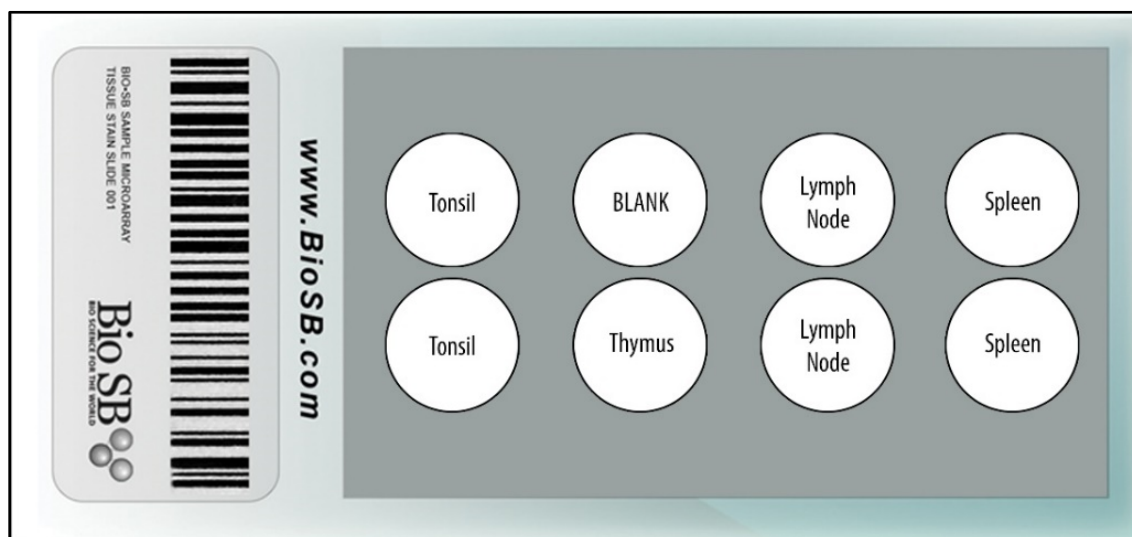 BIO-SB SAMPLE MICROARRAY
TISSUE STAIN SLIDE 001
Bio SB
BIO SCIENCE FOR THE WORLD
www.BioSB.com
Tonsil
BLANK
Lymph
Node
Spleen
Tonsil
Thymus
Lymph
Node
Spleen